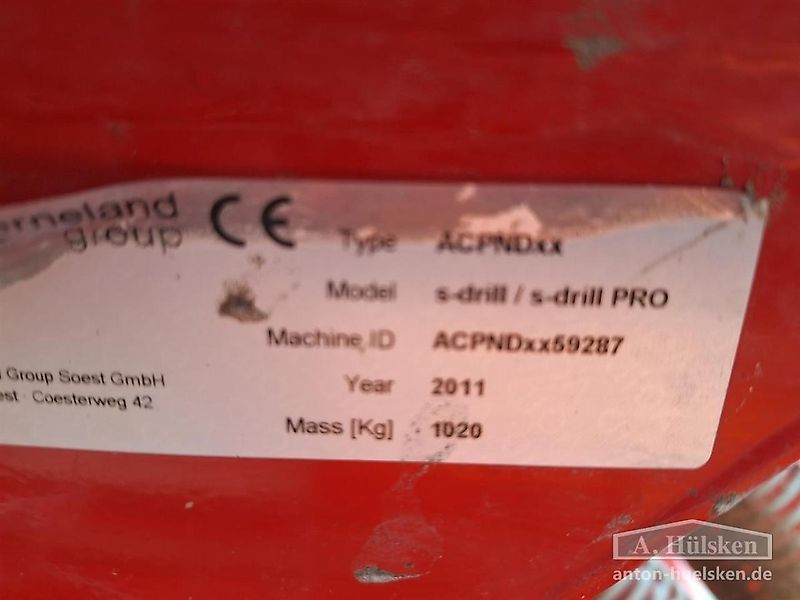 erneland
group
CE
Type ACPNDxx
Model s-drill / s-drill PRO
Machine ID ACPNDxx59287
Year 2011
Mass [Kg] 1020
Group Soest GmbH
est · Coesterweg 42
A. Hülsken
anton-huelsken.de